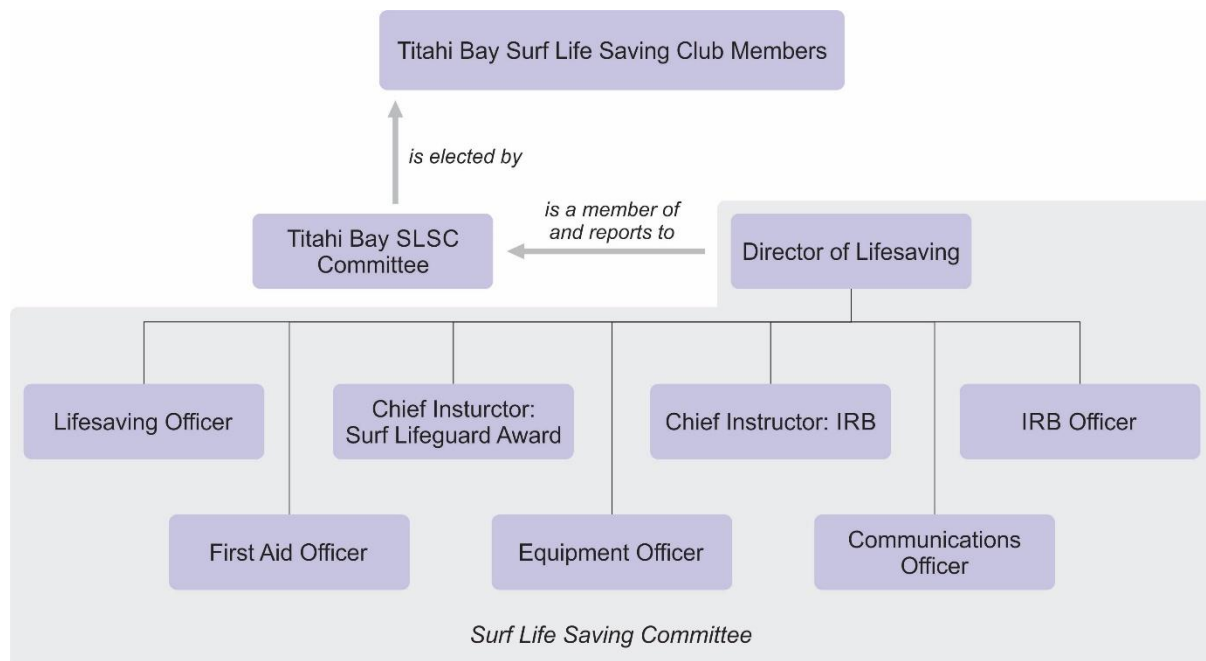 Titahi Bay Surf Life Saving Club Members
is elected by
is a member of
and reports to
Titahi Bay SLSC
Committee
Director of Lifesaving
Lifesaving Officer
Chief Insturctor:
Surf Lifeguard Award
Chief Instructor: IRB
IRB Officer
First Aid Officer
Equipment Officer
Communications
Officer
Surf Life Saving Committee